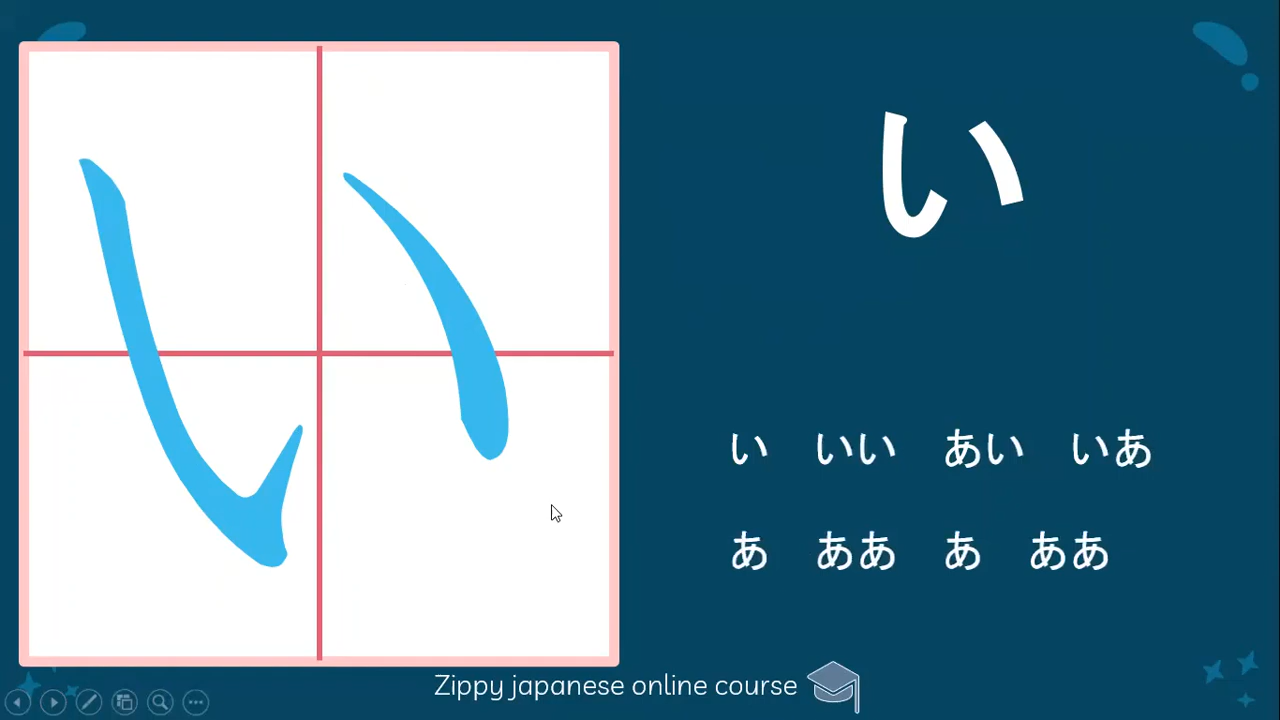 い
い
い いい あい いあ
あ ああ あ ああ
Zippy japanese online course